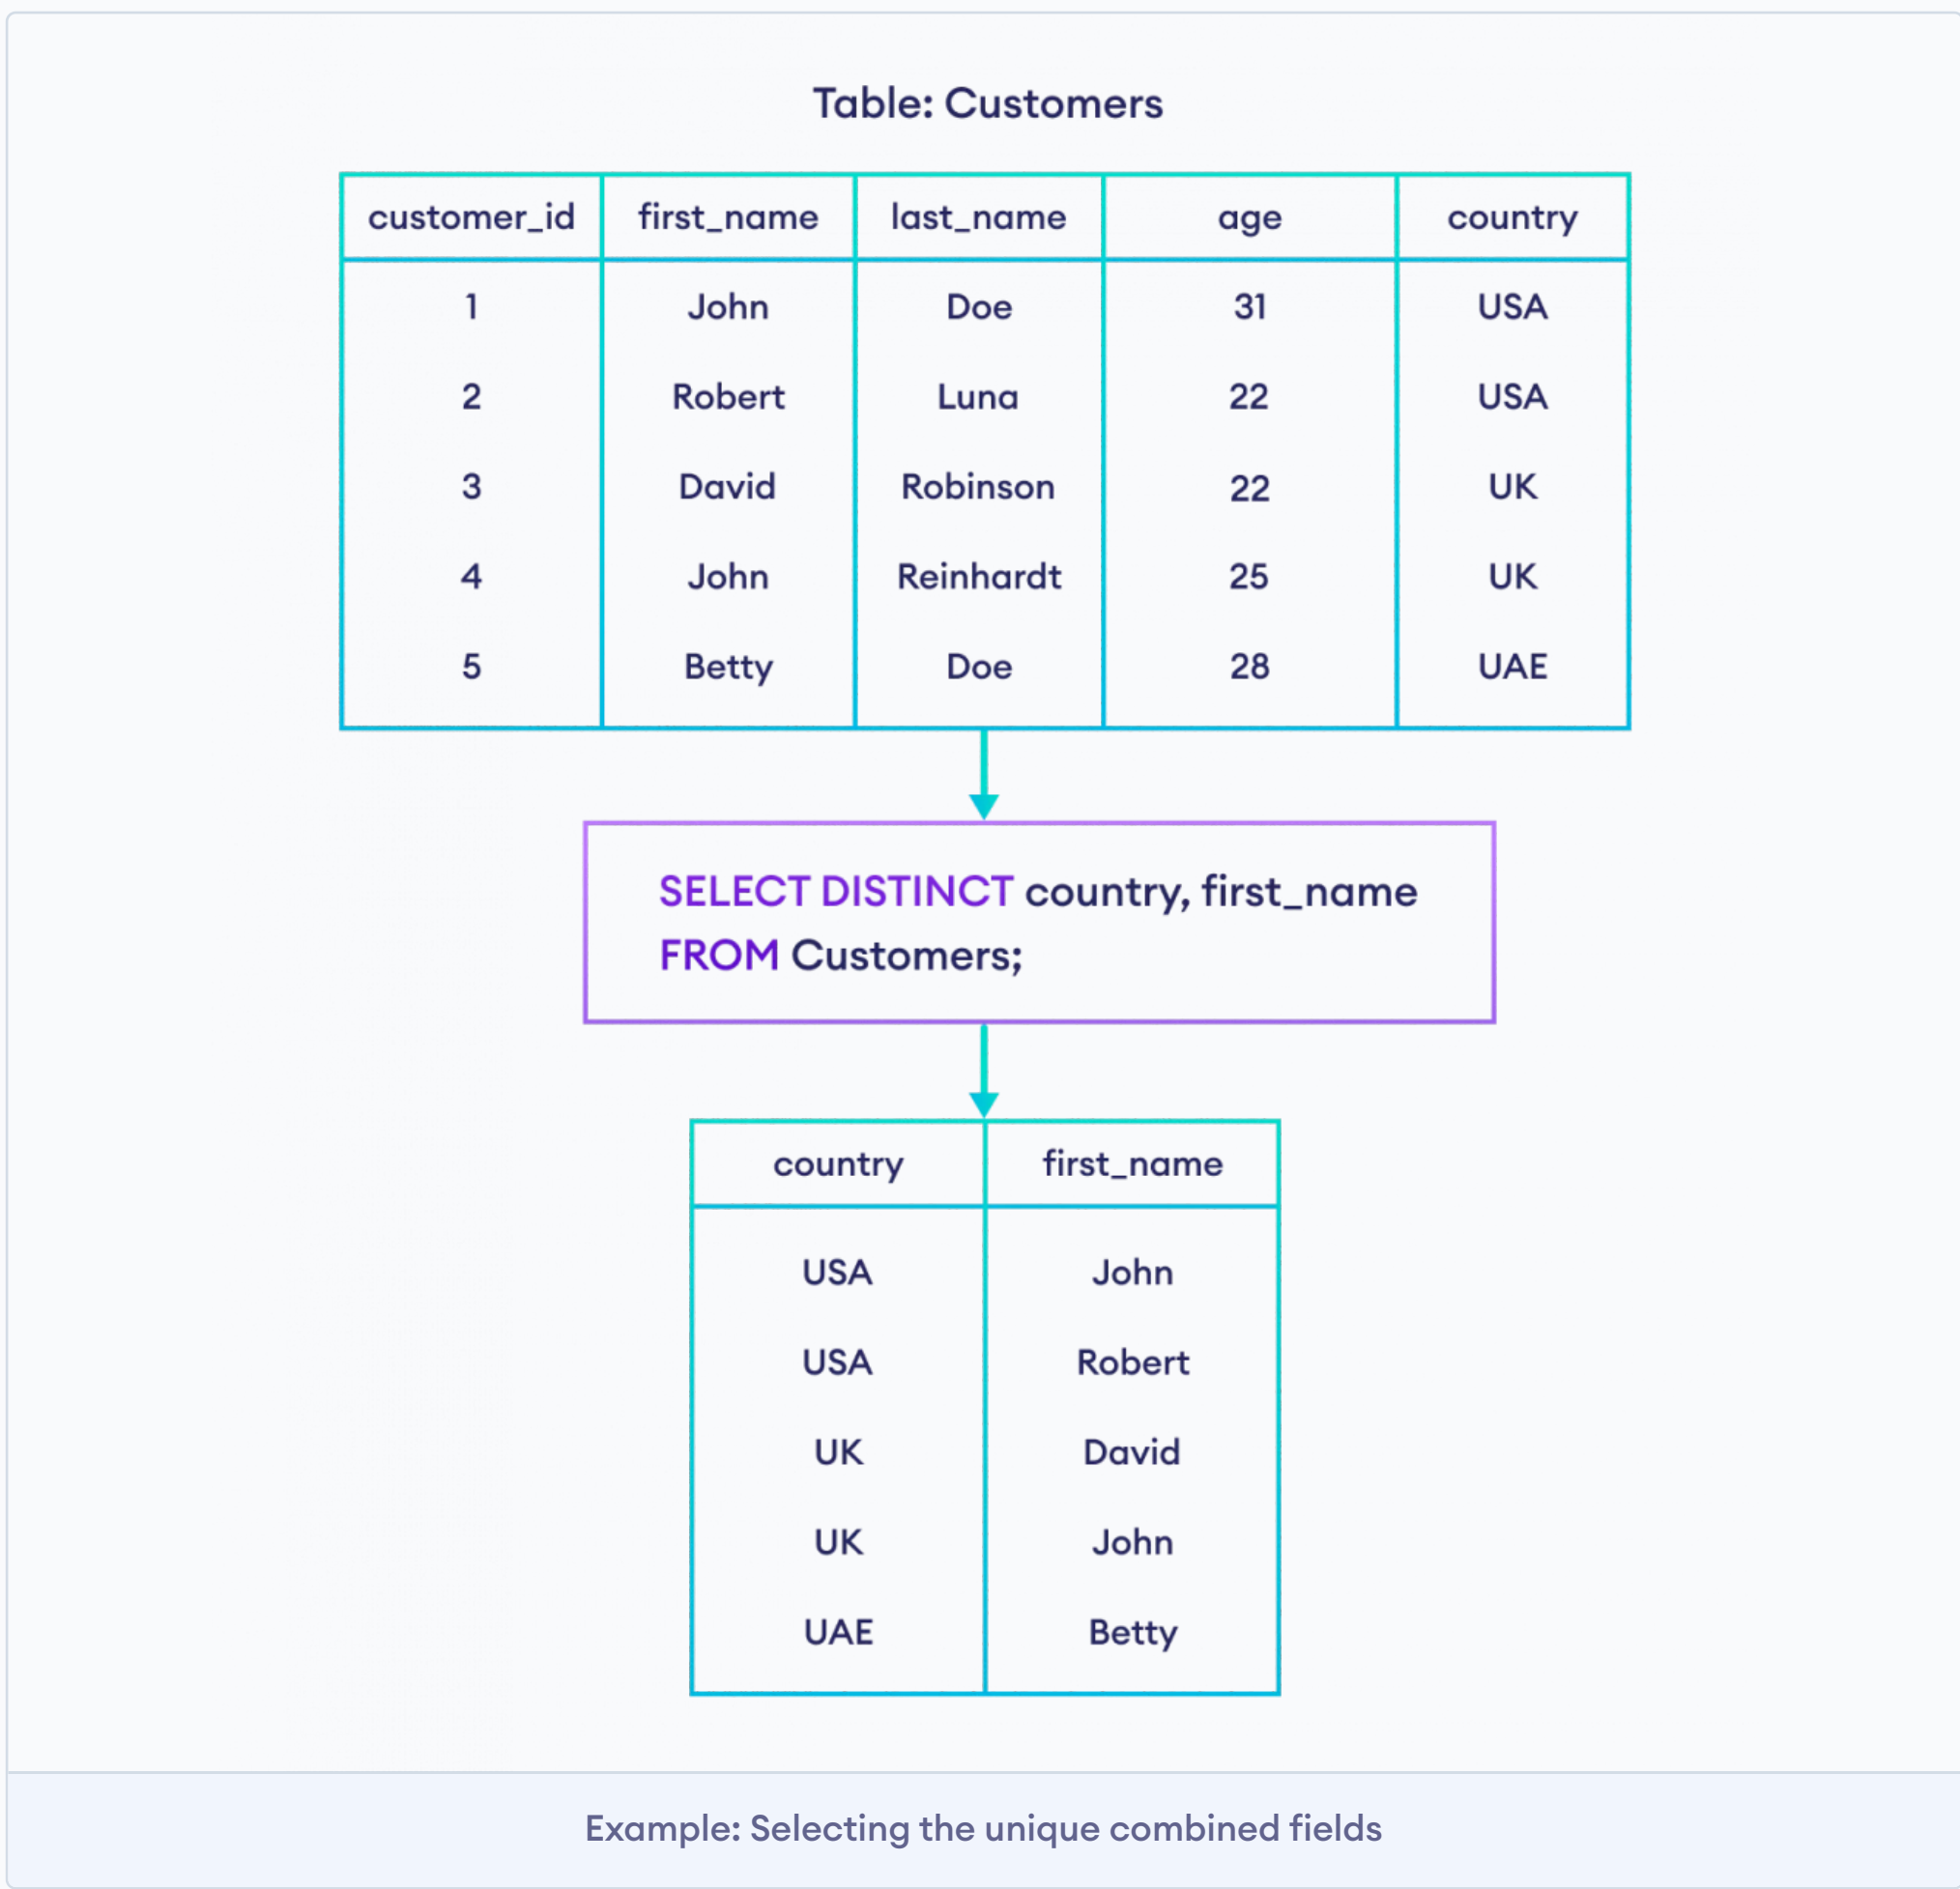 Table: Customers
customer_id first_name last_name age country
1 John Doe 31 USA
2 Robert Luna 22 USA
3 David Robinson 22 UK
4 John Reinhardt 25 UK
5 Betty Doe 28 UAE
SELECT DISTINCT country, first_name
FROM Customers;
country first_name
USA John
USA Robert
UK David
UK John
UAE Betty
Example: Selecting the unique combined fields